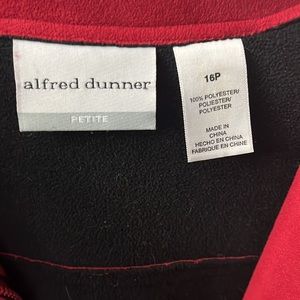 alfred dunner
PETITE
16P
100% POLYESTER/
POLIESTER/
POLYESTER
MADE IN
CHINA
HECHO EN CHINA
FABRIQUE EN CHINE